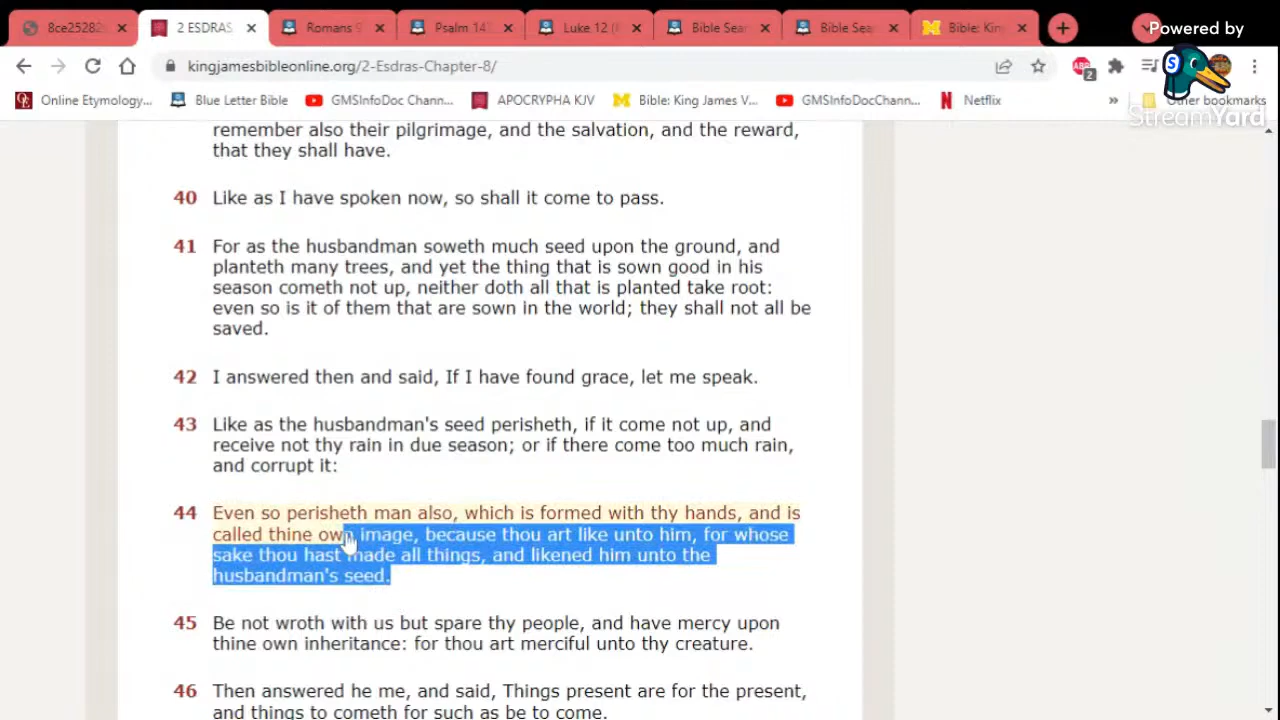 8ce25282
2 ESDRAS
Romans 9
Psalm 147
Luke 12 (
Bible Sea
Bible Sea
Bible: Kin
Powered by
kingjamesbibleonline.org/2-Esdras-Chapter-8/
ABP
2
S
Online Etymology...
Blue Letter Bible
GMSInfoDoc Chann...
APOCRYPHA KJV
Bible: King James V...
GMSInfoDocChann...
Netflix
»
Other bookmarks
StreamYard
remember also their pilgrimage, and the salvation, and the reward,
that they shall have.
40 Like as I have spoken now, so shall it come to pass.
41 For as the husbandman soweth much seed upon the ground, and
planteth many trees, and yet the thing that is sown good in his
season cometh not up, neither doth all that is planted take root:
even so is it of them that are sown in the world; they shall not all be
saved.
42 I answered then and said, If I have found grace, let me speak.
43 Like as the husbandman's seed perisheth, if it come not up, and
receive not thy rain in due season; or if there come too much rain,
and corrupt it:
44 Even so perisheth man also, which is formed with thy hands, and is
called thine own image, because thou art like unto him, for whose
sake thou hast made all things, and likened him unto the
husbandman's seed.
45 Be not wroth with us but spare thy people, and have mercy upon
thine own inheritance: for thou art merciful unto thy creature.
46 Then answered he me, and said, Things present are for the present,
and things to cometh for such as be to come.